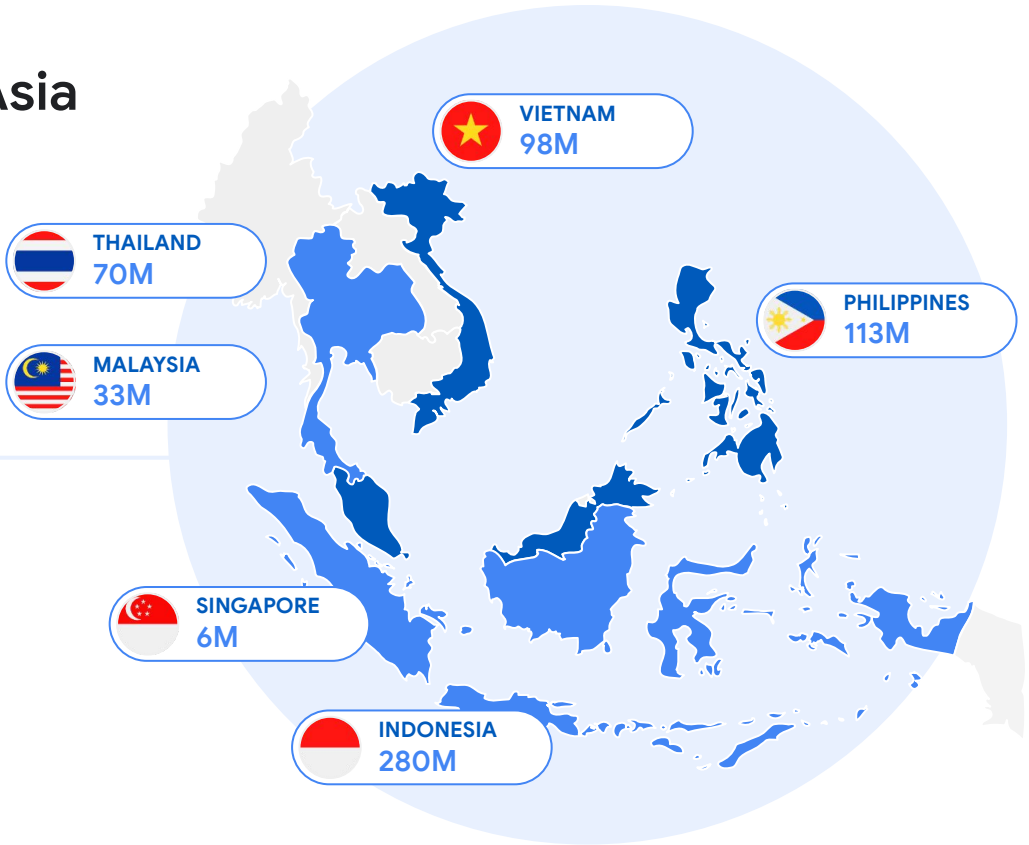 Asia
VIETNAM
98M
THAILAND
70M
PHILIPPINES
113M
MALAYSIA
33M
SINGAPORE
6M
INDONESIA
280M